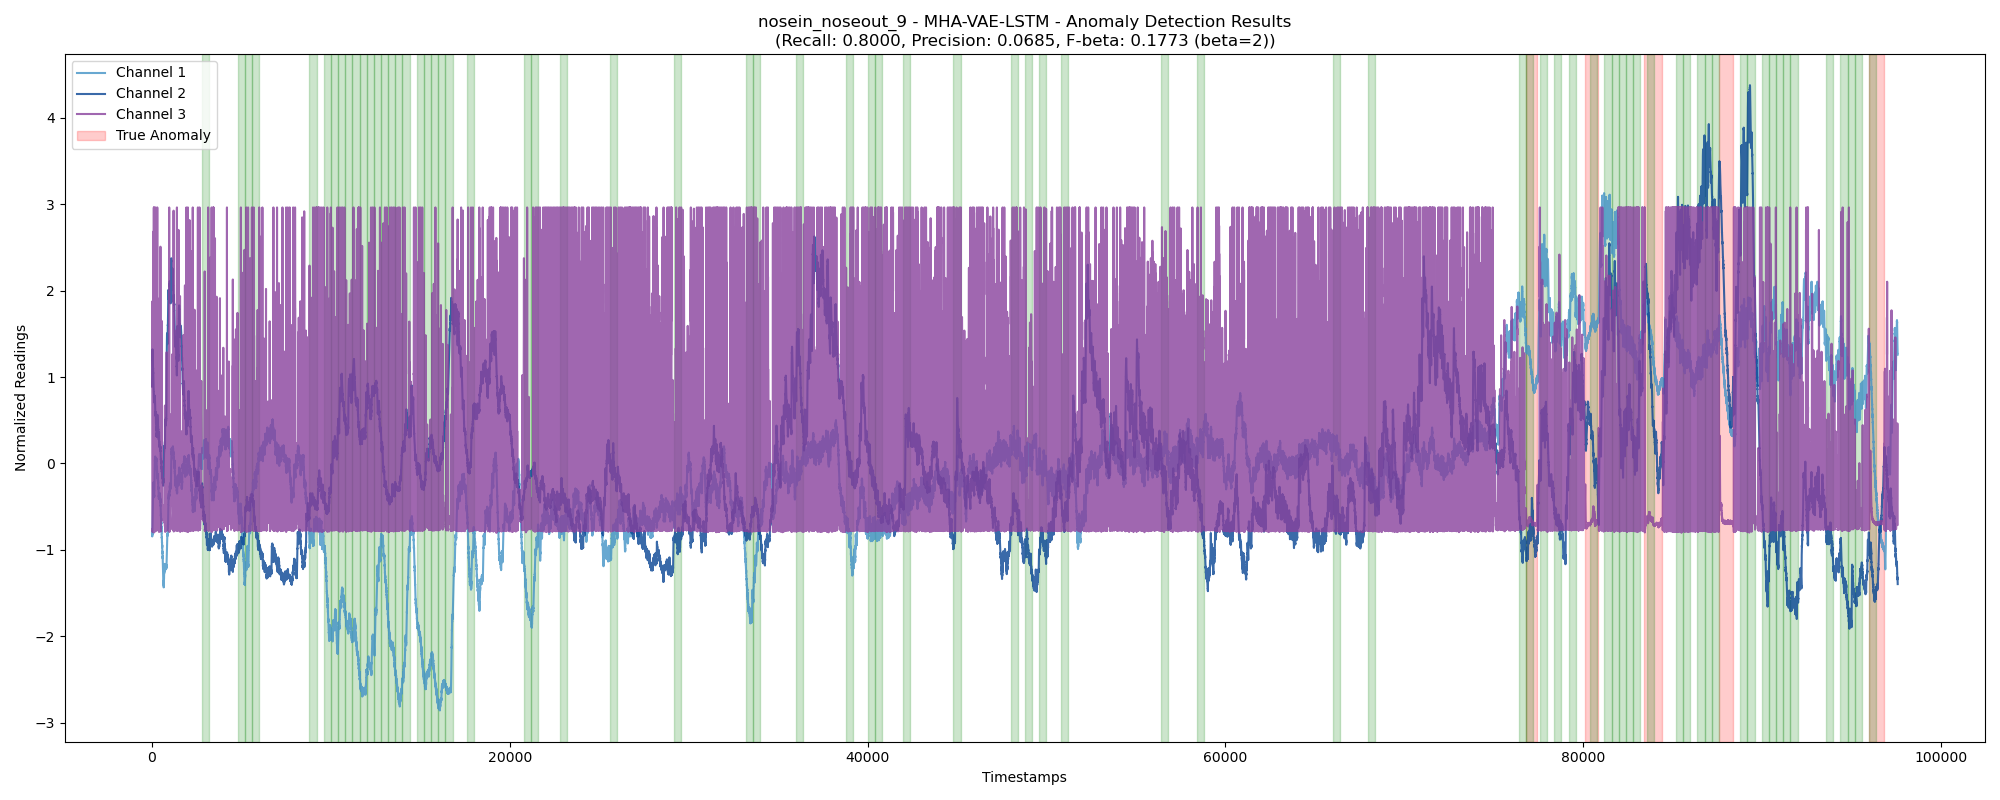 nosein_noseout_9 - MHA-VAE-LSTM - Anomaly Detection Results
(Recall: 0.8000, Precision: 0.0685, F-beta: 0.1773 (beta=2))
Channel 1
Channel 2
Channel 3
True Anomaly
Normalized Readings
4
3
2
1
0
−1
−2
−3
0 20000 40000 60000 80000 100000
Timestamps